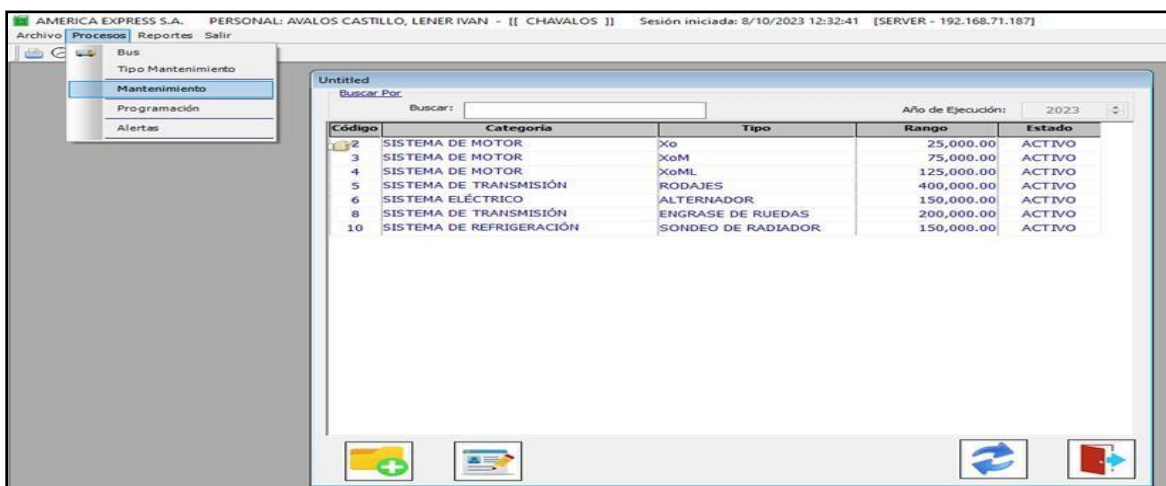 AMERICA EXPRESS S.A. PERSONAL: AVALOS CASTILLO, LENER IVAN - [[ CHAVALOS ]] Sesión iniciada: 8/10/2023 12:32:41 [SERVER - 192.168.71.187]
Archivo Procesos Reportes Salir
Bus
Tipo Mantenimiento
Mantenimiento
Programación
Alertas
Untitled
Buscar Por
Buscar: Año de Ejecución: 2023
Código Categoría Tipo Rango Estado
2 SISTEMA DE MOTOR Xo 25,000.00 ACTIVO
3 SISTEMA DE MOTOR XoM 75,000.00 ACTIVO
4 SISTEMA DE MOTOR XoML 125,000.00 ACTIVO
5 SISTEMA DE TRANSMISIÓN RODAJES 400,000.00 ACTIVO
6 SISTEMA ELÉCTRICO ALTERNADOR 150,000.00 ACTIVO
8 SISTEMA DE TRANSMISIÓN ENGRASE DE RUEDAS 200,000.00 ACTIVO
10 SISTEMA DE REFRIGERACIÓN SONDEO DE RADIADOR 150,000.00 ACTIVO